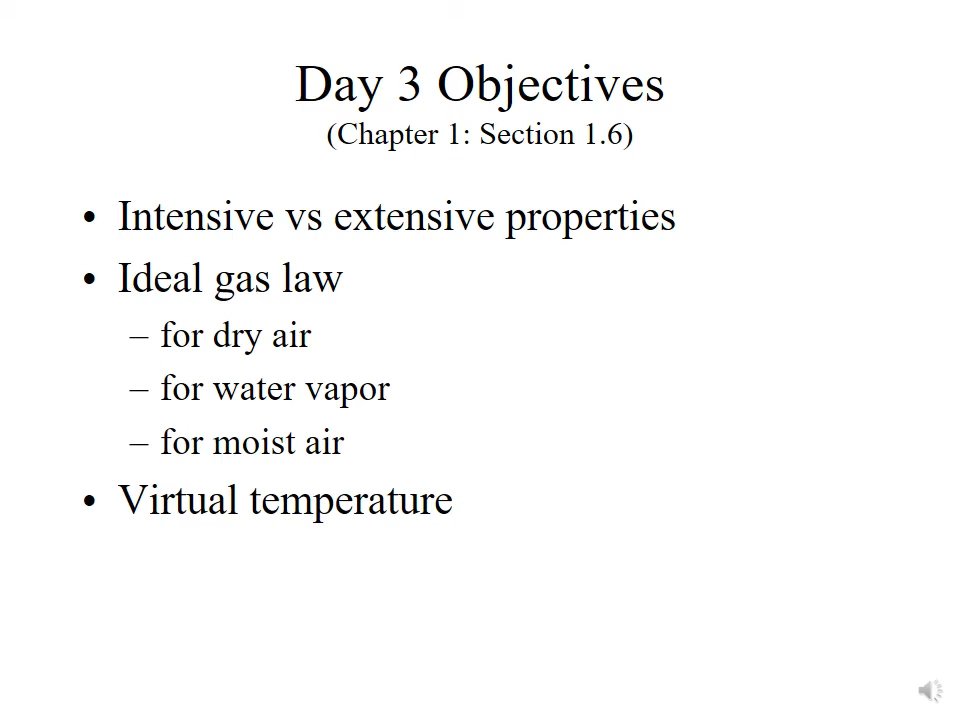 Day 3 Objectives
(Chapter 1: Section 1.6)
• Intensive vs extensive properties
• Ideal gas law
– for dry air
– for water vapor
– for moist air
• Virtual temperature